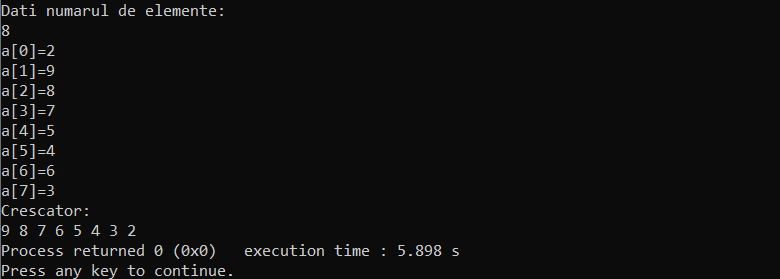 Dati numarul de elemente:
8
a[0]=2
a[1]=9
a[2]=8
a[3]=7
a[4]=5
a[5]=4
a[6]=6
a[7]=3
Crescator:
9 8 7 6 5 4 3 2
Process returned 0 (0x0)   execution time : 5.898 s
Press any key to continue.